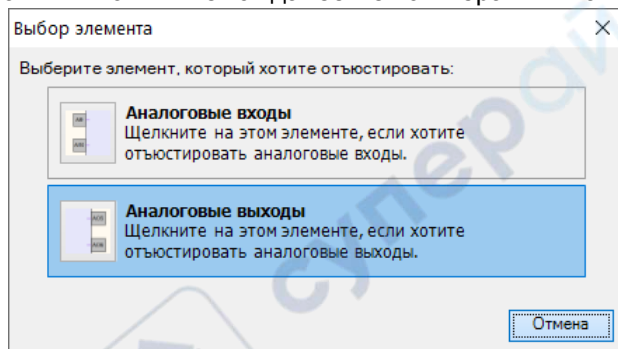 Выбор элемента
Выберите элемент, который хотите отъюстировать:
Аналоговые входы
Щелкните на этом элементе, если хотите
отъюстировать аналоговые входы.
Аналоговые выходы
Щелкните на этом элементе, если хотите
отъюстировать аналоговые выходы.
Отмена